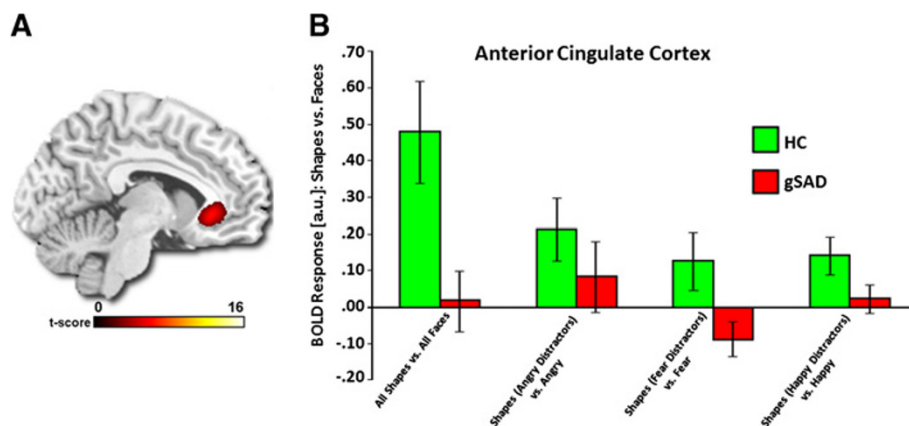 A
0
16
t-score
B
Anterior Cingulate Cortex
BOLD Response [a.u.]: Shapes vs. Faces
.70
.60
.50
.40
.30
.20
.10
.00
-.10
-.20
HC
gSAD
All Shapes vs. All Faces
Shapes (Angry Distractors)
vs. Angry
Shapes (Fear Distractors)
vs. Fear
Shapes (Happy Distractors)
vs. Happy